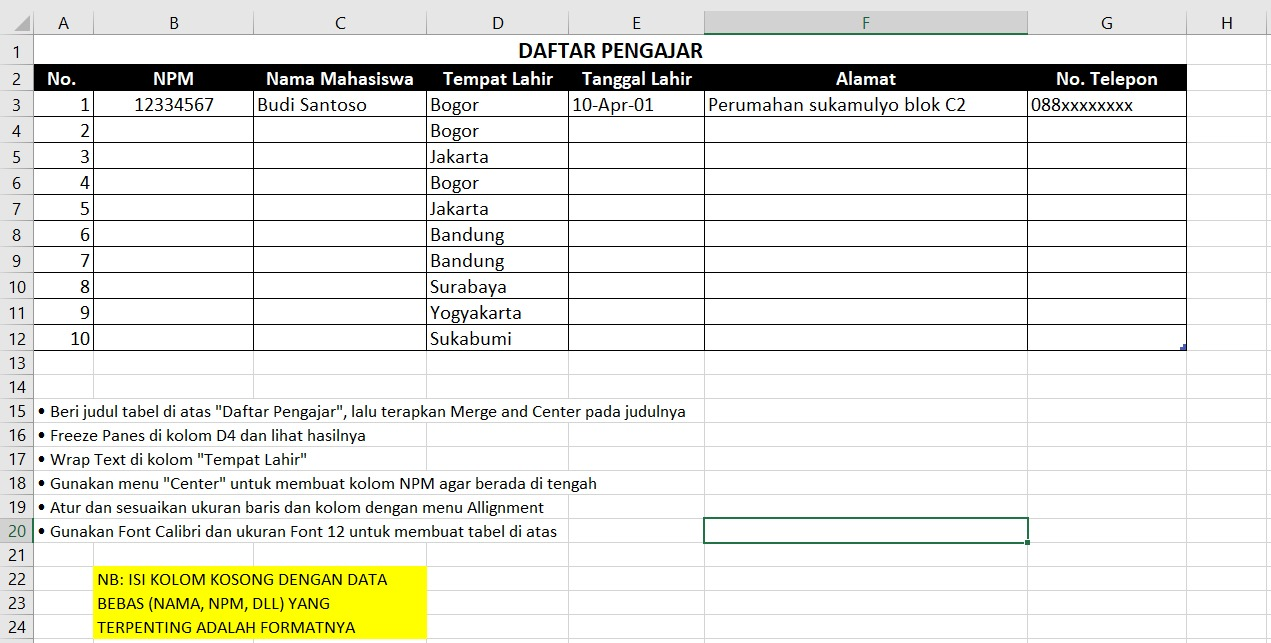 A B C D E F G H
1 DAFTAR PENGAJAR
2 No. NPM Nama Mahasiswa Tempat Lahir Tanggal Lahir Alamat No. Telepon
3 1 12334567 Budi Santoso Bogor 10-Apr-01 Perumahan sukamulyo blok C2 088xxxxxxxx
4 2 Bogor
5 3 Jakarta
6 4 Bogor
7 5 Jakarta
8 6 Bandung
9 7 Bandung
10 8 Surabaya
11 9 Yogyakarta
12 10 Sukabumi
13
14
15 • Beri judul tabel di atas "Daftar Pengajar", lalu terapkan Merge and Center pada judulnya
16 • Freeze Panes di kolom D4 dan lihat hasilnya
17 • Wrap Text di kolom "Tempat Lahir"
18 • Gunakan menu "Center" untuk membuat kolom NPM agar berada di tengah
19 • Atur dan sesuaikan ukuran baris dan kolom dengan menu Allignment
20 • Gunakan Font Calibri dan ukuran Font 12 untuk membuat tabel di atas
21
22 NB: ISI KOLOM KOSONG DENGAN DATA
23 BEBAS (NAMA, NPM, DLL) YANG
24 TERPENTING ADALAH FORMATNYA